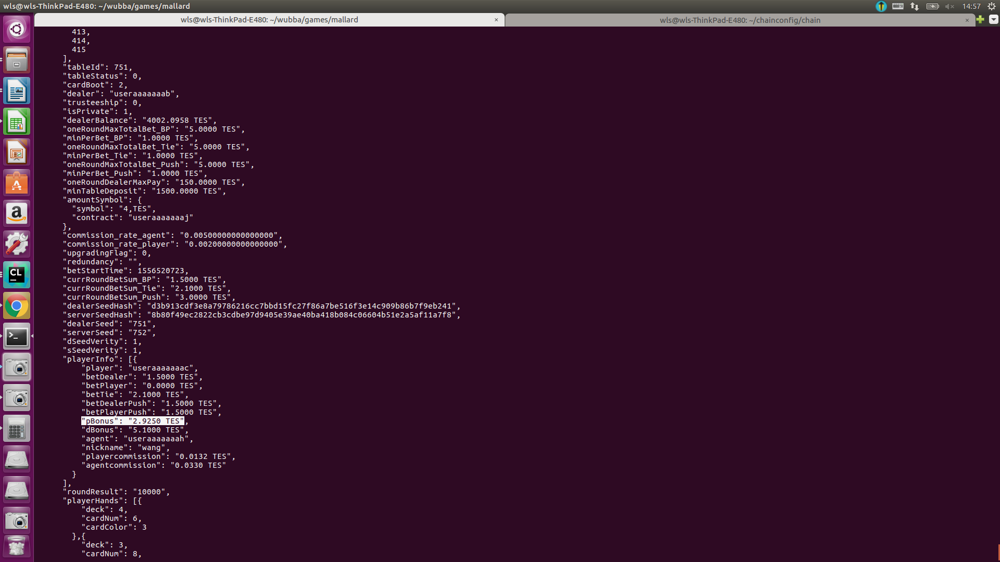 wls@wls-ThinkPad-E480: ~/wubba/games/mallard
14:57
wls@wls-ThinkPad-E480: ~/wubba/games/mallard ×
wls@wls-ThinkPad-E480: ~/chainconfig/chain ×
413,
414,
415
],
"tableId": 751,
"tableStatus": 0,
"cardBoot": 2,
"dealer": "useraaaaaaab",
"trusteeship": 0,
"isPrivate": 1,
"dealerBalance": "4002.0958 TES",
"oneRoundMaxTotalBet_BP": "5.0000 TES",
"minPerBet_BP": "1.0000 TES",
"oneRoundMaxTotalBet_Tie": "5.0000 TES",
"minPerBet_Tie": "1.0000 TES",
"oneRoundMaxTotalBet_Push": "5.0000 TES",
"minPerBet_Push": "1.0000 TES",
"oneRoundDealerMaxPay": "150.0000 TES",
"minTableDeposit": "1500.0000 TES",
"amountSymbol": {
"symbol": "4,TES",
"contract": "useraaaaaaaj"
},
"commission_rate_agent": "0.00500000000000000",
"commission_rate_player": "0.00200000000000000",
"upgradingFlag": 0,
"redundancy": "",
"betStartTime": 1556520723,
"currRoundBetSum_BP": "1.5000 TES",
"currRoundBetSum_Tie": "2.1000 TES",
"currRoundBetSum_Push": "3.0000 TES",
"dealerSeedHash": "d3b913cdf3e8a79786216cc7bbd15fc27f86a7be516f3e14c909b86b7f9eb241",
"serverSeedHash": "8b80f49ec2822cb3cdbe97d9405e39ae40ba418b084c06604b51e2a5af11a7f8",
"dealerSeed": "751",
"serverSeed": "752",
"dSeedVerity": 1,
"sSeedVerity": 1,
"playerInfo": [{
"player": "useraaaaaaac",
"betDealer": "1.5000 TES",
"betPlayer": "0.0000 TES",
"betTie": "2.1000 TES",
"betDealerPush": "1.5000 TES",
"betPlayerPush": "1.5000 TES",
"pBonus": "2.9250 TES",
"dBonus": "5.1000 TES",
"agent": "useraaaaaaah",
"nickname": "wang",
"playercommission": "0.0132 TES",
"agentcommission": "0.0330 TES"
}
],
"roundResult": "10000",
"playerHands": [{
"deck": 4,
"cardNum": 6,
"cardColor": 3
},{
"deck": 3,
"cardNum": 8,